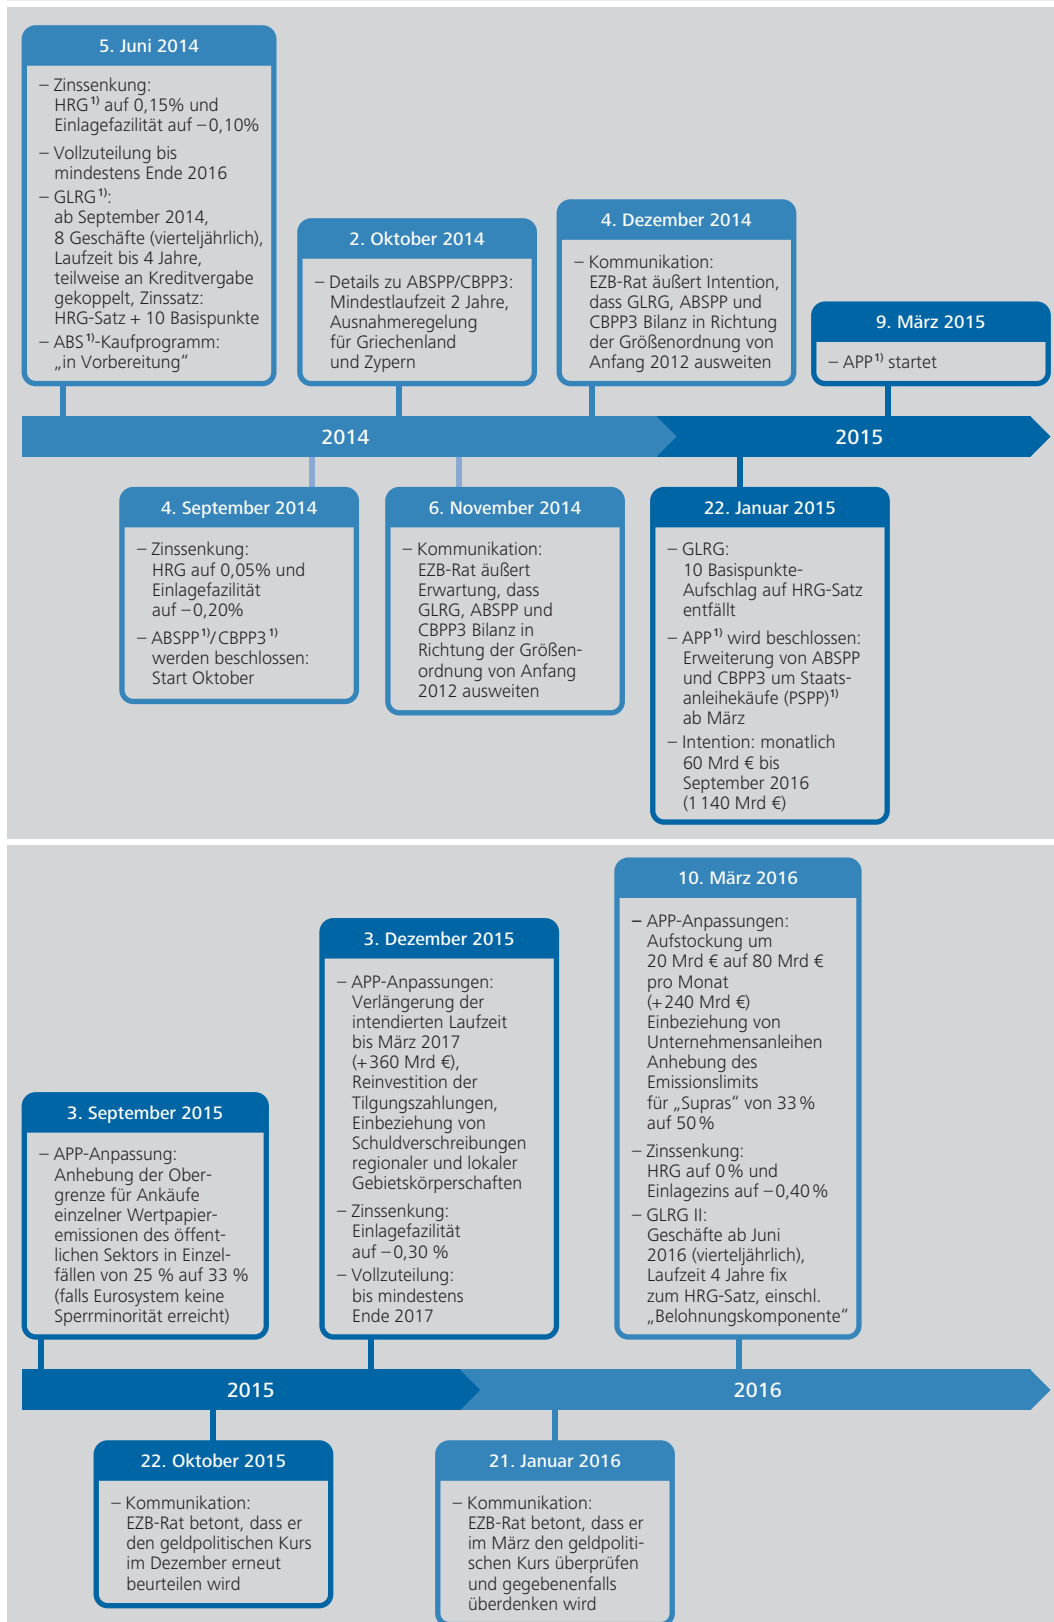 5. Juni 2014
– Zinssenkung:
HRG¹⁾ auf 0,15% und
Einlagefazilität auf –0,10%
– Vollzuteilung bis
mindestens Ende 2016
– GLRG¹⁾:
ab September 2014,
8 Geschäfte (vierteljährlich),
Laufzeit bis 4 Jahre,
teilweise an Kreditvergabe
gekoppelt, Zinssatz:
HRG-Satz + 10 Basispunkte
– ABS¹⁾-Kaufprogramm:
„in Vorbereitung“
2. Oktober 2014
– Details zu ABSPP/CBPP3:
Mindestlaufzeit 2 Jahre,
Ausnahmeregelung
für Griechenland
und Zypern
4. Dezember 2014
– Kommunikation:
EZB-Rat äußert Intention,
dass GLRG, ABSPP und
CBPP3 Bilanz in Richtung
der Größenordnung von
Anfang 2012 ausweiten
9. März 2015
– APP¹⁾ startet
2014
2015
4. September 2014
– Zinssenkung:
HRG auf 0,05% und
Einlagefazilität
auf –0,20%
– ABSPP¹⁾/CBPP3¹⁾
werden beschlossen:
Start Oktober
6. November 2014
– Kommunikation:
EZB-Rat äußert
Erwartung, dass
GLRG, ABSPP und
CBPP3 Bilanz in
Richtung der Größen-
ordnung von Anfang
2012 ausweiten
22. Januar 2015
– GLRG:
10 Basispunkte-
Aufschlag auf HRG-Satz
entfällt
– APP¹⁾ wird beschlossen:
Erweiterung von ABSPP
und CBPP3 um Staats-
anleihekäufe (PSPP)¹⁾
ab März
– Intention: monatlich
60 Mrd € bis
September 2016
(1 140 Mrd €)
3. September 2015
– APP-Anpassung:
Anhebung der Ober-
grenze für Ankäufe
einzelner Wertpapier-
emissionen des öffent-
lichen Sektors in Einzel-
fällen von 25 % auf 33 %
(falls Eurosystem keine
Sperrminorität erreicht)
3. Dezember 2015
– APP-Anpassungen:
Verlängerung der
intendierten Laufzeit
bis März 2017
(+360 Mrd €),
Reinvestition der
Tilgungszahlungen,
Einbeziehung von
Schuldverschreibungen
regionaler und lokaler
Gebietskörperschaften
– Zinssenkung:
Einlagefazilität
auf –0,30 %
– Vollzuteilung:
bis mindestens
Ende 2017
10. März 2016
– APP-Anpassungen:
Aufstockung um
20 Mrd € auf 80 Mrd €
pro Monat
(+240 Mrd €)
Einbeziehung von
Unternehmensanleihen
Anhebung des
Emissionslimits
für „Supras“ von 33 %
auf 50 %
– Zinssenkung:
HRG auf 0 % und
Einlagezins auf –0,40 %
– GLRG II:
Geschäfte ab Juni
2016 (vierteljährlich),
Laufzeit 4 Jahre fix
zum HRG-Satz, einschl.
„Belohnungskomponente“
2015
2016
22. Oktober 2015
– Kommunikation:
EZB-Rat betont, dass er
den geldpolitischen Kurs
im Dezember erneut
beurteilen wird
21. Januar 2016
– Kommunikation:
EZB-Rat betont, dass er
im März den geldpoliti-
schen Kurs überprüfen
und gegebenenfalls
überdenken wird